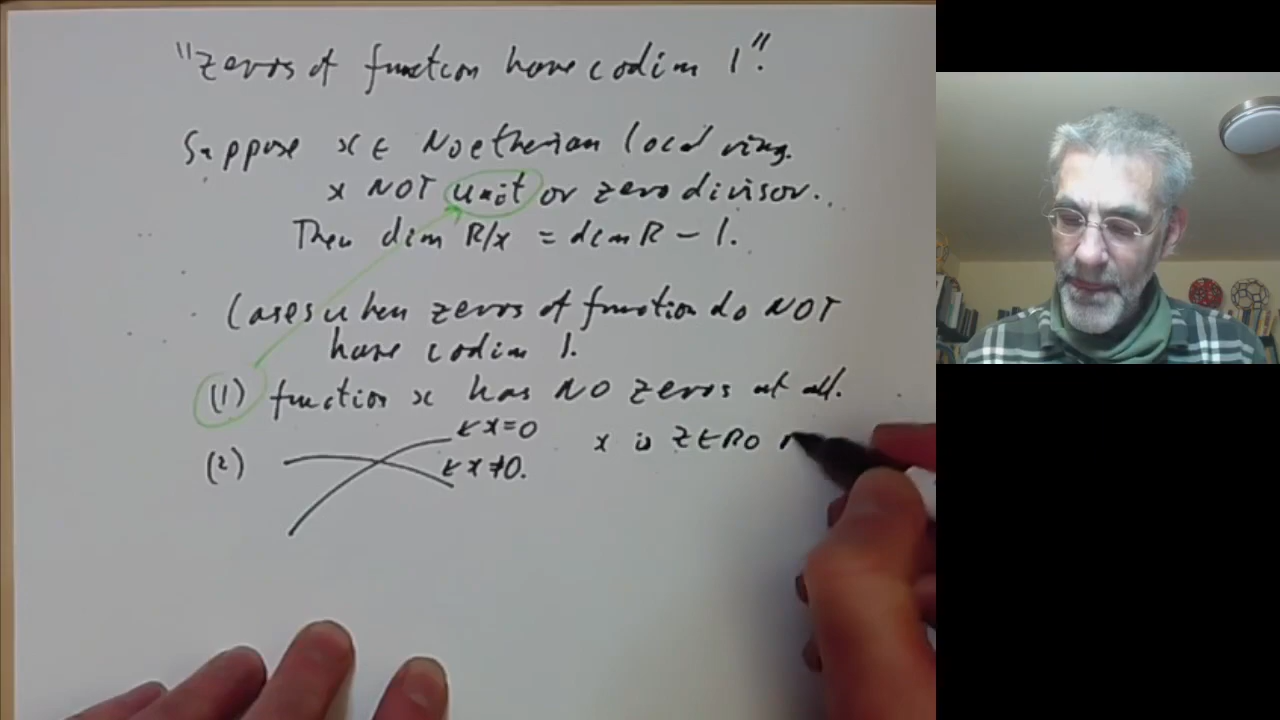 "Zeros of function have codim 1".
Suppose x ∈ Noetherian local ring.
x NOT unit or zero divisor.
Then dim R/x = dim R - 1.
Cases when zeros of function do NOT
have codim 1.
(1) function x has NO zeros at all.
(2) ← x=0 x is ZERO
← x≠0.